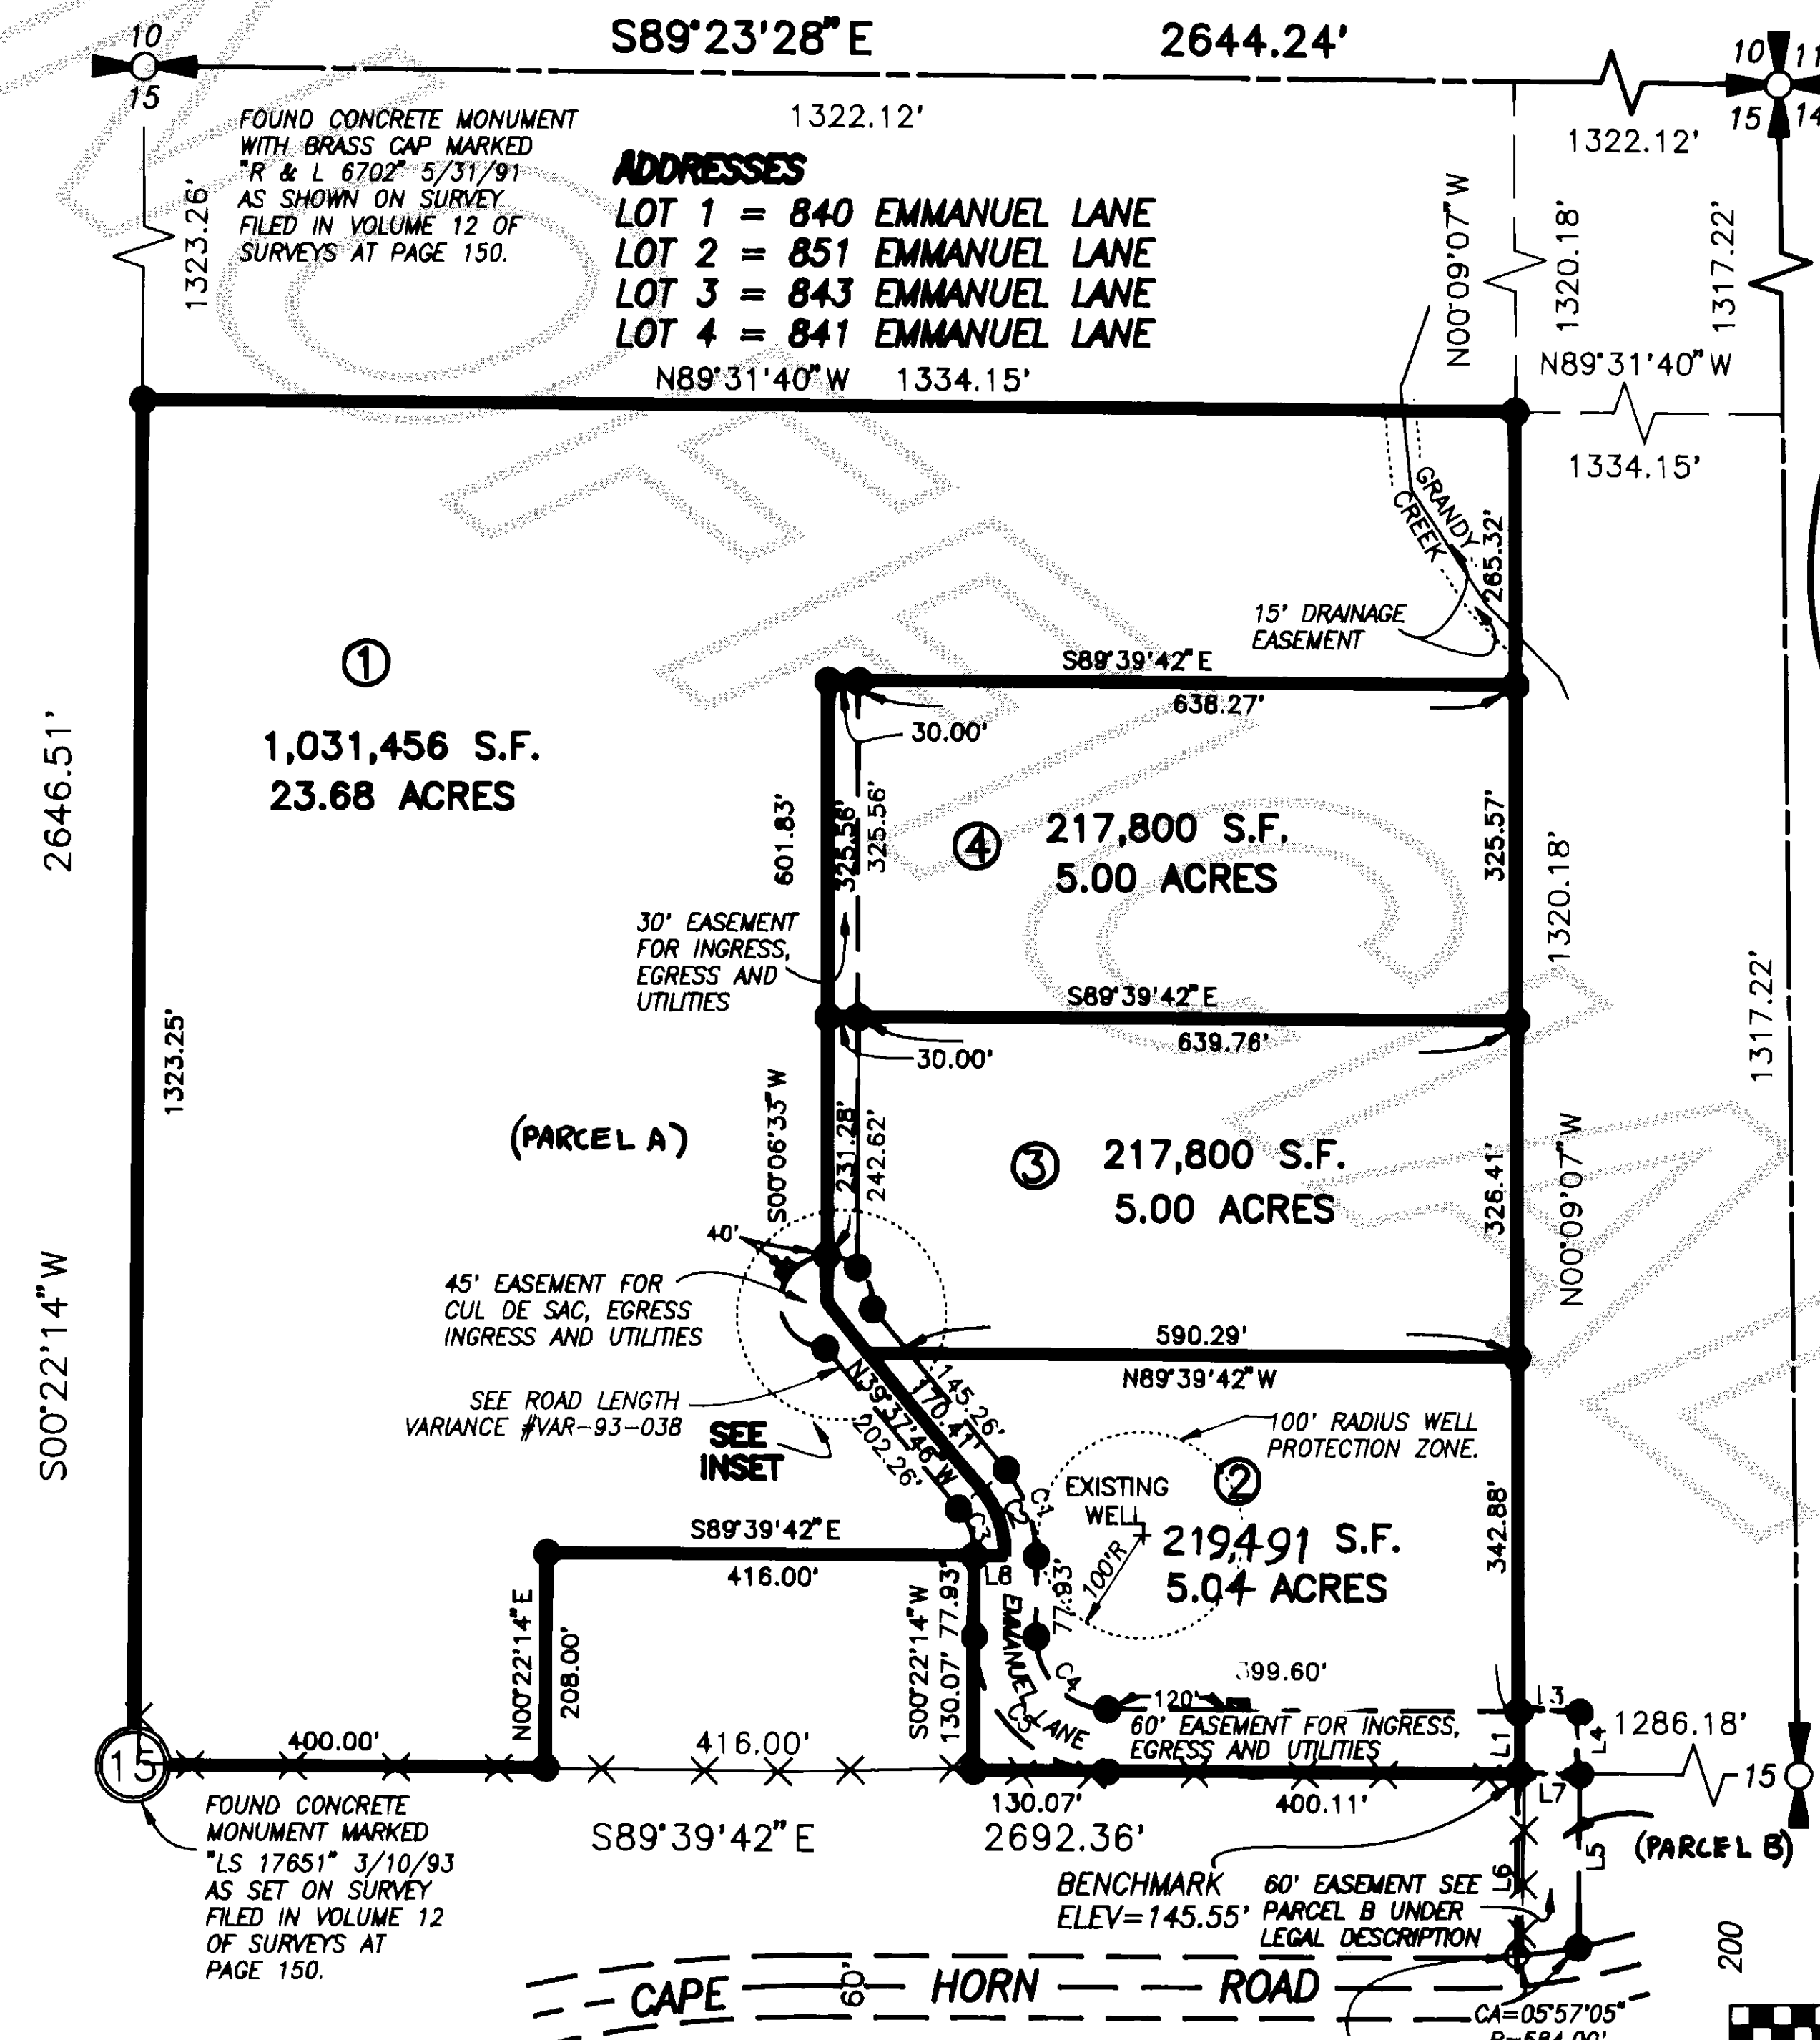 S89°23'28"E 2644.24'
10
15
10 11
15 14
1322.12'
1322.12'
FOUND CONCRETE MONUMENT
WITH BRASS CAP MARKED
"R & L 6702" 5/31/91
AS SHOWN ON SURVEY
FILED IN VOLUME 12 OF
SURVEYS AT PAGE 150.
1323.26'
ADDRESSES
LOT 1 = 840 EMMANUEL LANE
LOT 2 = 851 EMMANUEL LANE
LOT 3 = 843 EMMANUEL LANE
LOT 4 = 841 EMMANUEL LANE
N00°09'07"W
1320.18'
1317.22'
N89°31'40"W 1334.15'
N89°31'40"W
1334.15'
GRANDY
CREEK
265.32'
15' DRAINAGE
EASEMENT
1
1,031,456 S.F.
23.68 ACRES
2646.51'
S89°39'42"E
638.27'
30.00'
601.83'
325.56'
325.56'
4
217,800 S.F.
5.00 ACRES
325.57'
1320.18'
30' EASEMENT
FOR INGRESS,
EGRESS AND
UTILITIES
S89°39'42"E
639.76'
30.00'
1323.25'
1317.22'
(PARCEL A)
S00°06'33"W
231.28'
242.62'
3
217,800 S.F.
5.00 ACRES
326.41'
N00°09'07"W
40'
45' EASEMENT FOR
CUL DE SAC, EGRESS
INGRESS AND UTILITIES
S00°22'14"W
590.29'
N89°39'42"W
SEE ROAD LENGTH
VARIANCE #VAR-93-038
SEE
INSET
N39°37'46"W
145.26'
170.41'
202.26'
100' RADIUS WELL
PROTECTION ZONE.
EXISTING
WELL
100'R
2
219,491 S.F.
5.04 ACRES
342.88'
C1
C2
C3
S89°39'42"E
416.00'
L8
N00°22'14"E
208.00'
S00°22'14"W
130.07' 77.93'
77.93'
EMMANUEL LANE
C4
C5
399.60'
120'
60' EASEMENT FOR INGRESS,
EGRESS AND UTILITIES
L3
L1
L4
1286.18'
15
15
400.00'
416.00'
130.07'
400.11'
L7
FOUND CONCRETE
MONUMENT MARKED
"LS 17651" 3/10/93
AS SET ON SURVEY
FILED IN VOLUME 12
OF SURVEYS AT
PAGE 150.
S89°39'42"E 2692.36'
BENCHMARK
ELEV=145.55'
60' EASEMENT SEE
PARCEL B UNDER
LEGAL DESCRIPTION
L6
L5
(PARCEL B)
200
CAPE HORN ROAD
60'
CA=05°57'05"
R=584.00'